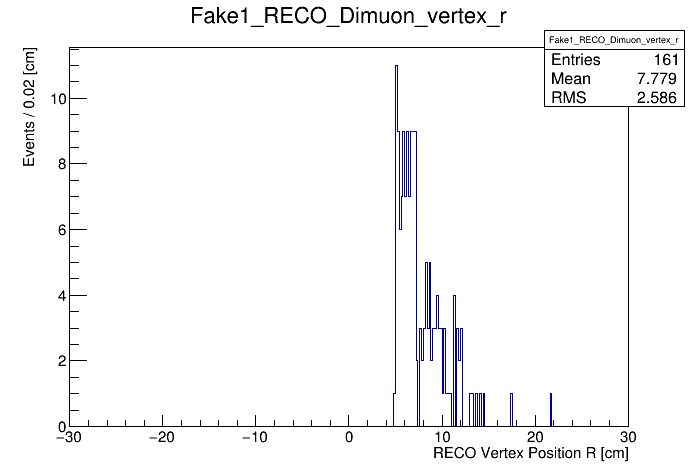 Fake1_RECO_Dimuon_vertex_r
Fake1_RECO_Dimuon_vertex_r
Entries 161
Mean 7.779
RMS 2.586
Events / 0.02 [cm]
10
8
6
4
2
0
−30 −20 −10 0 10 20 30
RECO Vertex Position R [cm]